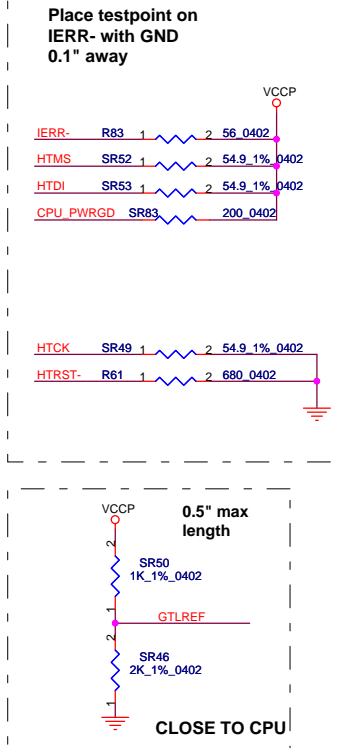 Place testpoint on
IERR- with GND
0.1" away
VCCP
IERR- R83 1 2 56_0402
HTMS SR52 1 2 54.9_1%_0402
HTDI SR53 1 2 54.9_1%_0402
CPU_PWRGD SR83 200_0402
HTCK SR49 1 2 54.9_1%_0402
HTRST- R61 1 2 680_0402
VCCP
0.5" max
length
2
SR50
1K_1%_0402
1
GTLREF
2
SR46
2K_1%_0402
1
CLOSE TO CPU